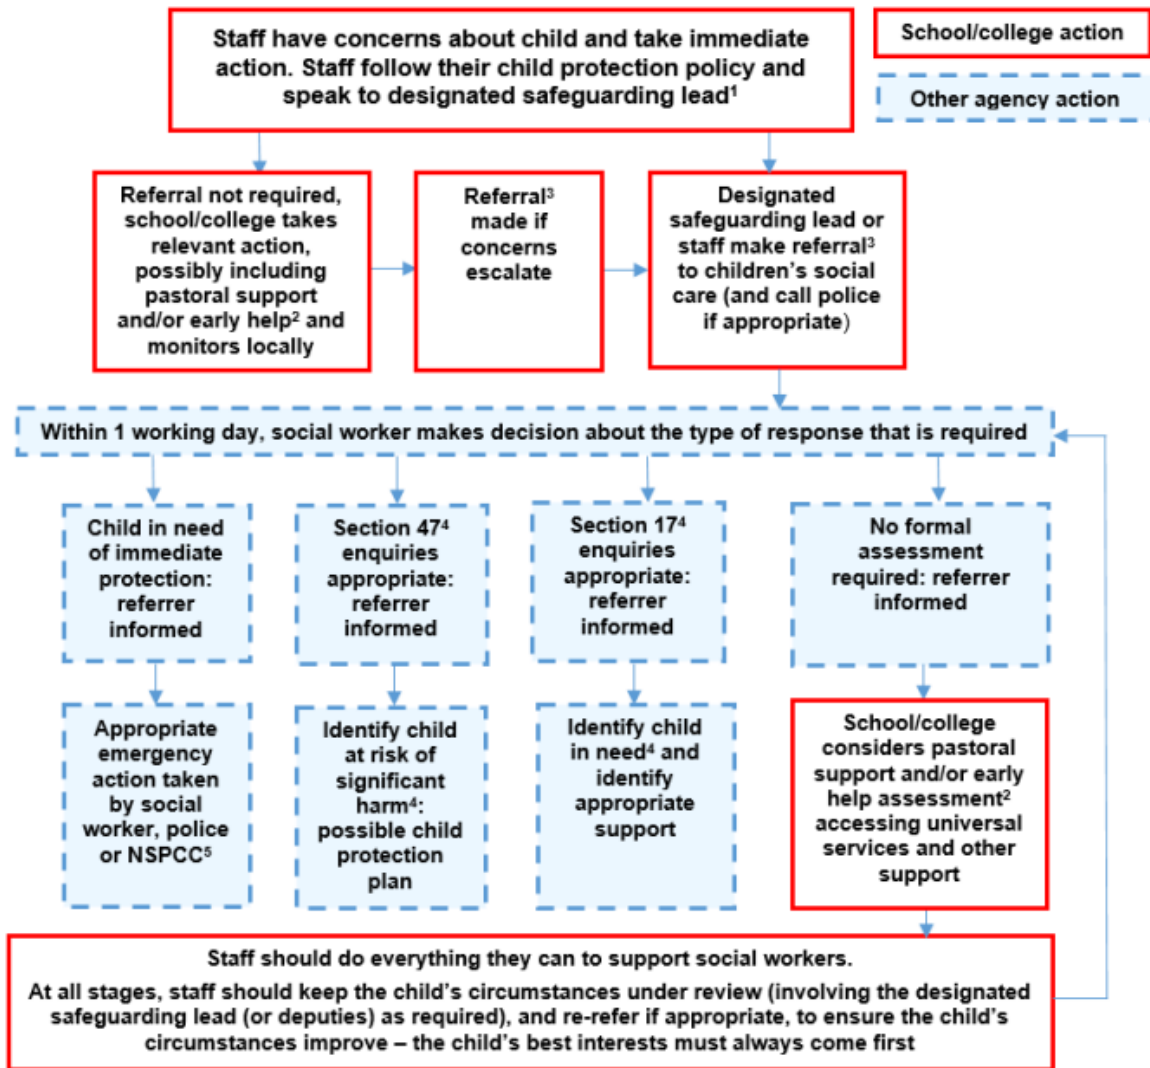 Staff have concerns about child and take immediate
action. Staff follow their child protection policy and
speak to designated safeguarding lead¹
School/college action
Other agency action
Referral not required,
school/college takes
relevant action,
possibly including
pastoral support
and/or early help² and
monitors locally
Referral³
made if
concerns
escalate
Designated
safeguarding lead or
staff make referral³
to children’s social
care (and call police
if appropriate)
Within 1 working day, social worker makes decision about the type of response that is required
Child in need
of immediate
protection:
referrer
informed
Section 47⁴
enquiries
appropriate:
referrer
informed
Section 17⁴
enquiries
appropriate:
referrer
informed
No formal
assessment
required: referrer
informed
Appropriate
emergency
action taken
by social
worker, police
or NSPCC⁵
Identify child
at risk of
significant
harm⁴:
possible child
protection
plan
Identify child
in need⁴ and
identify
appropriate
support
School/college
considers pastoral
support and/or early
help assessment²
accessing universal
services and other
support
Staff should do everything they can to support social workers.
At all stages, staff should keep the child’s circumstances under review (involving the designated
safeguarding lead (or deputies) as required), and re-refer if appropriate, to ensure the child’s
circumstances improve – the child’s best interests must always come first